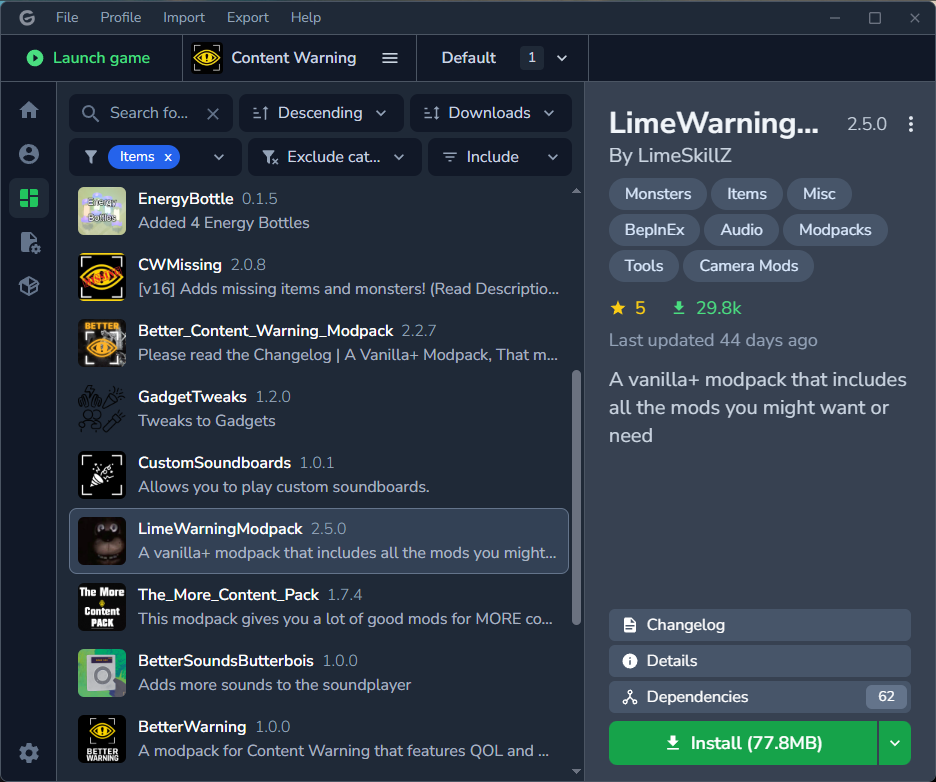 File Profile Import Export Help
Launch game Content Warning Default 1
Search fo... Descending Downloads
Items x Exclude cat... Include
EnergyBottle 0.1.5
Added 4 Energy Bottles
CWMissing 2.0.8
[v16] Adds missing items and monsters! (Read Descriptio...
BETTER
Better_Content_Warning_Modpack 2.2.7
Please read the Changelog | A Vanilla+ Modpack, That m...
GadgetTweaks 1.2.0
Tweaks to Gadgets
CustomSoundboards 1.0.1
Allows you to play custom soundboards.
LimeWarningModpack 2.5.0
A vanilla+ modpack that includes all the mods you might...
The More
Content
PACK
The_More_Content_Pack 1.7.4
This modpack gives you a lot of good mods for MORE co...
BetterSoundsButterbois 1.0.0
Adds more sounds to the soundplayer
BETTER
WARNING
BetterWarning 1.0.0
A modpack for Content Warning that features QOL and ...
LimeWarning... 2.5.0
By LimeSkillZ
Monsters Items Misc
BepInEx Audio Modpacks
Tools Camera Mods
5 29.8k
Last updated 44 days ago
A vanilla+ modpack that includes
all the mods you might want or
need
Changelog
Details
Dependencies 62
Install (77.8MB)